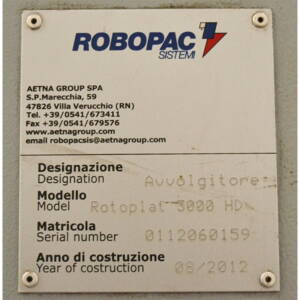 ROBOPAC
SISTEMI
AETNA GROUP SPA
S.P.Marecchia, 59
47826 Villa Verucchio (RN)
Tel. +39/0541/673411
Fax +39/0541/679576
www.aetnagroup.com
email robopacsis@aetnagroup.com
Designazione
Designation Avvolgitore
Modello
Model Rotoplat 3000 HD
Matricola
Serial number 0112060159
Anno di costruzione
Year of costruction 08/2012